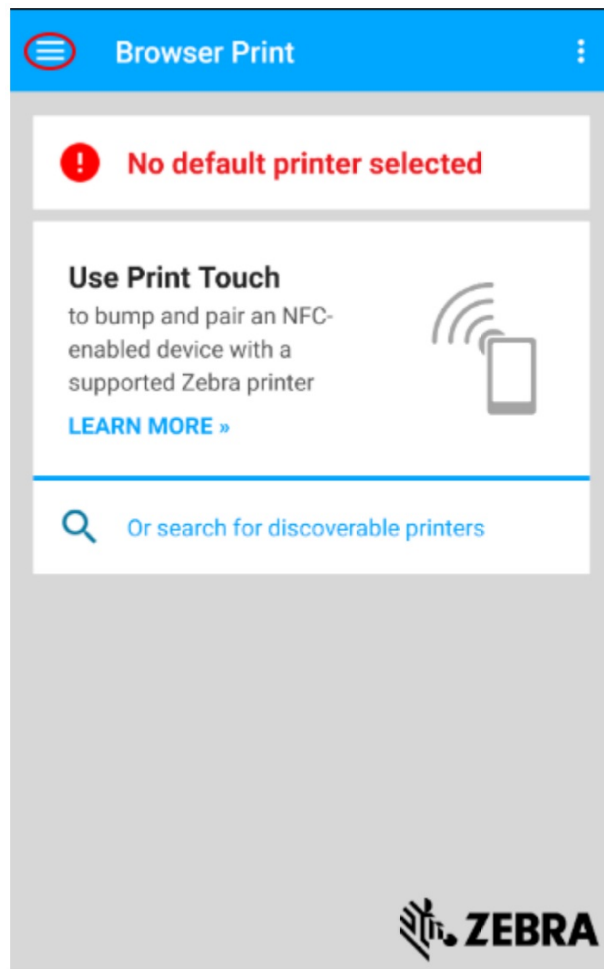 Browser Print
No default printer selected
Use Print Touch
to bump and pair an NFC-
enabled device with a
supported Zebra printer
LEARN MORE »
Or search for discoverable printers
ZEBRA